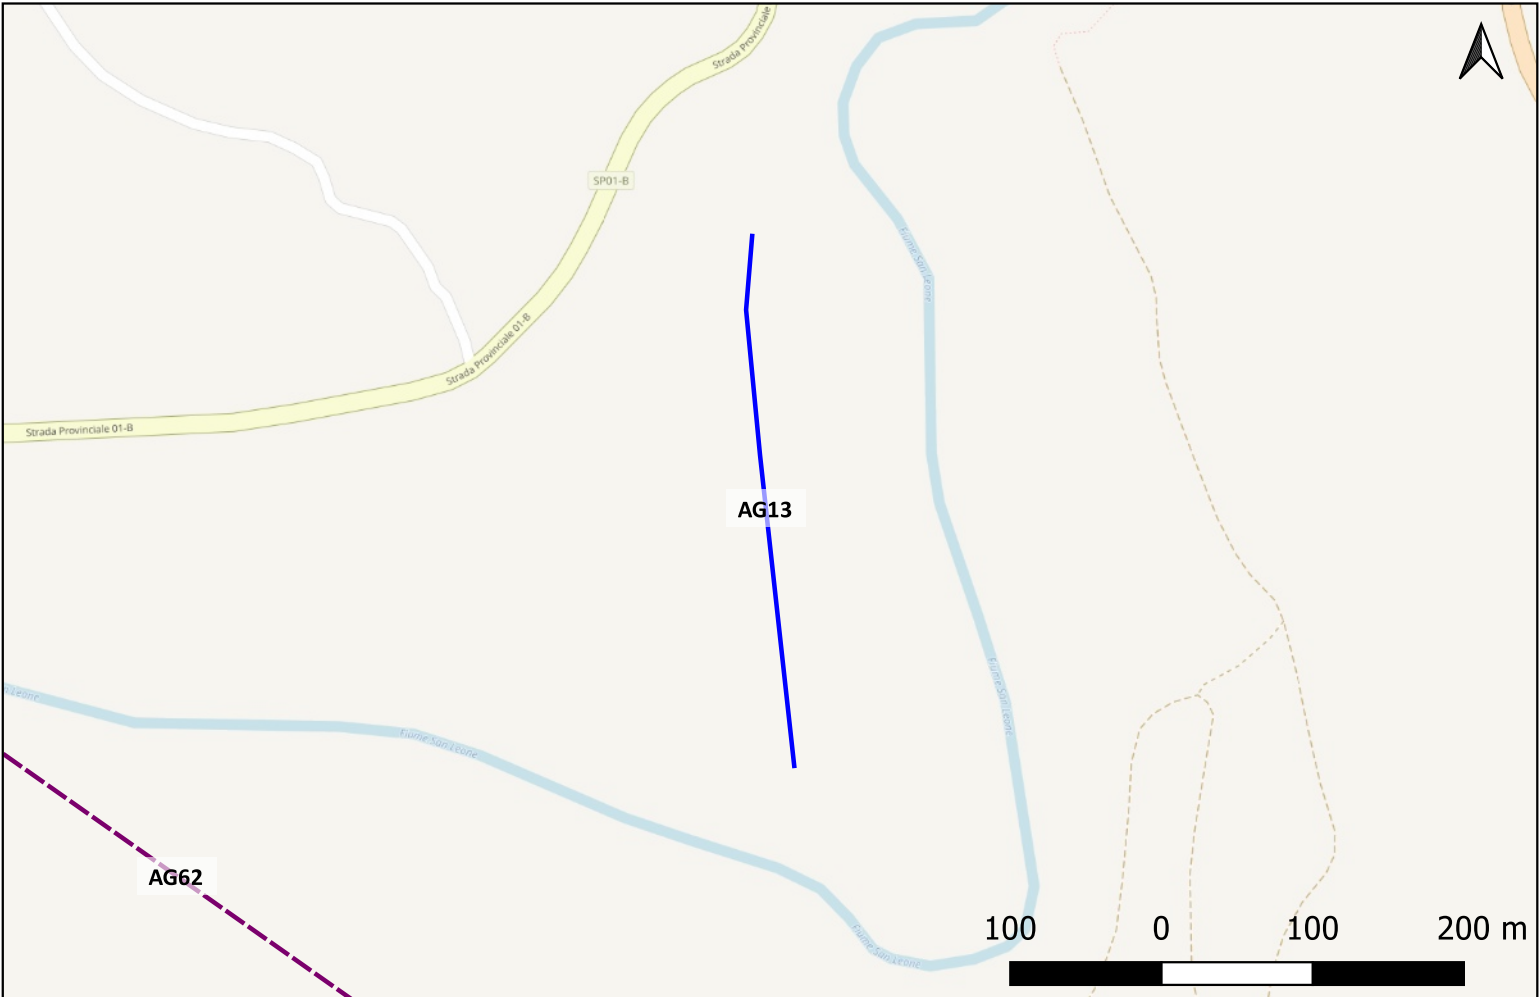 Strada Provinciale
SP01-B
Fiume San Leone
Strada Provinciale 01-B
Strada Provinciale 01-B
AG13
Fiume San Leone
n Leone
Fiume San Leone
AG62
Fiume San Leone
100 0 100 200 m